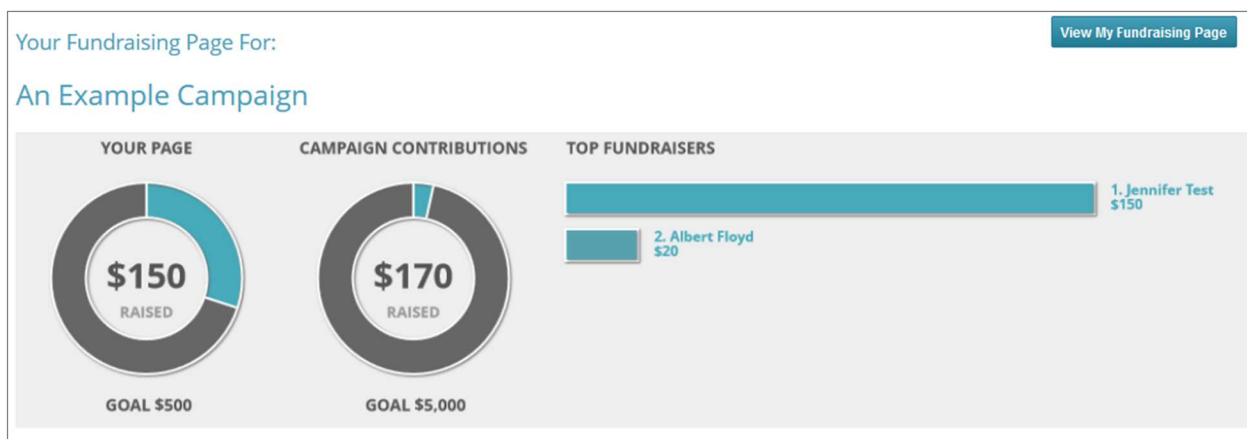 Your Fundraising Page For:
View My Fundraising Page
An Example Campaign
YOUR PAGE
$150
RAISED
GOAL $500
CAMPAIGN CONTRIBUTIONS
$170
RAISED
GOAL $5,000
TOP FUNDRAISERS
1. Jennifer Test
$150
2. Albert Floyd
$20